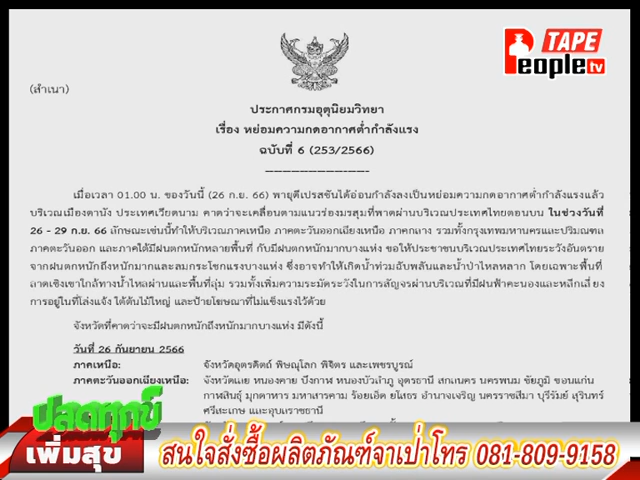 TAPE
People tv
(สำเนา)
ประกาศกรมอุตุนิยมวิทยา
เรื่อง หย่อมความกดอากาศต่ำกำลังแรง
ฉบับที่ 6 (253/2566)
เมื่อเวลา 01.00 น. ของวันนี้ (26 ก.ย. 66) พายุดีเปรสชันได้อ่อนกำลังลงเป็นหย่อมความกดอากาศต่ำกำลังแรงแล้ว
บริเวณเมืองดานัง ประเทศเวียดนาม คาดว่าจะเคลื่อนตามแนวร่องมรสุมที่พาดผ่านบริเวณประเทศไทยตอนบน ในช่วงวันที่
26 - 29 ก.ย. 66 ลักษณะเช่นนี้ทำให้บริเวณภาคเหนือ ภาคตะวันออกเฉียงเหนือ ภาคกลาง รวมทั้งกรุงเทพมหานครและปริมณฑล
ภาคตะวันออก และภาคใต้มีฝนตกหนักหลายพื้นที่ กับมีฝนตกหนักมากบางแห่ง ขอให้ประชาชนบริเวณประเทศไทยระวังอันตราย
จากฝนตกหนักถึงหนักมากและลมกระโชกแรงบางแห่ง ซึ่งอาจทำให้เกิดน้ำท่วมฉับพลันและน้ำป่าไหลหลาก โดยเฉพาะพื้นที่
ลาดเชิงเขาใกล้ทางน้ำไหลผ่านและพื้นที่ลุ่ม รวมทั้งเพิ่มความระมัดระวังในการสัญจรผ่านบริเวณที่มีฝนฟ้าคะนองและหลีกเลี่ยง
การอยู่ในที่โล่งแจ้ง ใต้ต้นไม้ใหญ่ และป้ายโฆษณาที่ไม่แข็งแรงไว้ด้วย
จังหวัดที่คาดว่าจะมีฝนตกหนักถึงหนักมากบางแห่ง มีดังนี้
วันที่ 26 กันยายน 2566
ภาคเหนือ: จังหวัดอุตรดิตถ์ พิษณุโลก พิจิตร และเพชรบูรณ์
ภาคตะวันออกเฉียงเหนือ: จังหวัดเลย หนองคาย บึงกาฬ หนองบัวลำภู อุดรธานี สกลนคร นครพนม ชัยภูมิ ขอนแก่น
กาฬสินธุ์ มุกดาหาร มหาสารคาม ร้อยเอ็ด ยโสธร อำนาจเจริญ นครราชสีมา บุรีรัมย์ สุรินทร์
ศรีสะเกษ และอุบลราชธานี
ปลดทุกข์
เพิ่มสุข
สนใจสั่งซื้อผลิตภัณฑ์จาเป่าโทร 081-809-9158